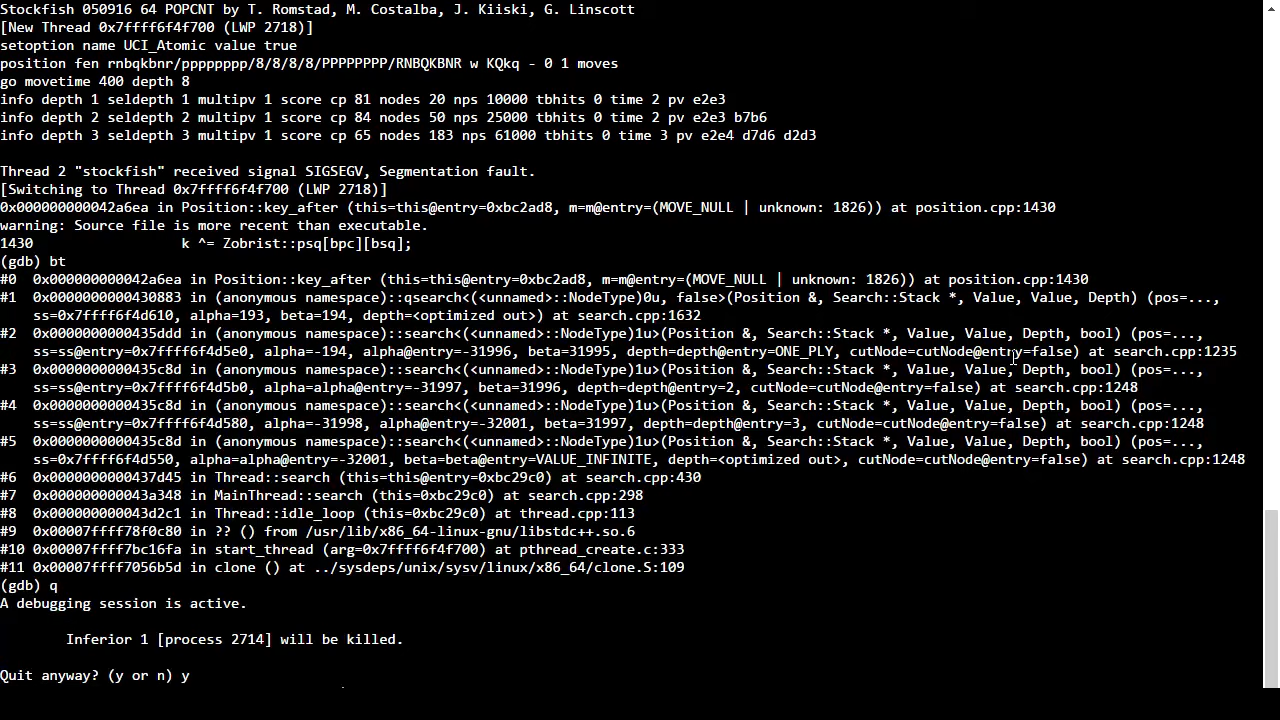 Stockfish 050916 64 POPCNT by T. Romstad, M. Costalba, J. Kiiski, G. Linscott
[New Thread 0x7ffff6f4f700 (LWP 2718)]
setoption name UCI_Atomic value true
position fen rnbqkbnr/pppppppp/8/8/8/8/PPPPPPPP/RNBQKBNR w KQkq - 0 1 moves
go movetime 400 depth 8
info depth 1 seldepth 1 multipv 1 score cp 81 nodes 20 nps 10000 tbhits 0 time 2 pv e2e3
info depth 2 seldepth 2 multipv 1 score cp 84 nodes 50 nps 25000 tbhits 0 time 2 pv e2e3 b7b6
info depth 3 seldepth 3 multipv 1 score cp 65 nodes 183 nps 61000 tbhits 0 time 3 pv e2e4 d7d6 d2d3
Thread 2 "stockfish" received signal SIGSEGV, Segmentation fault.
[Switching to Thread 0x7ffff6f4f700 (LWP 2718)]
0x000000000042a6ea in Position::key_after (this=this@entry=0xbc2ad8, m=m@entry=(MOVE_NULL | unknown: 1826)) at position.cpp:1430
warning: Source file is more recent than executable.
1430 k ^= Zobrist::psq[bpc][bsq];
(gdb) bt
#0 0x000000000042a6ea in Position::key_after (this=this@entry=0xbc2ad8, m=m@entry=(MOVE_NULL | unknown: 1826)) at position.cpp:1430
#1 0x0000000000430883 in (anonymous namespace)::qsearch<(<unnamed>::NodeType)0u, false>(Position &, Search::Stack *, Value, Value, Depth) (pos=...,
ss=0x7ffff6f4d610, alpha=193, beta=194, depth=<optimized out>) at search.cpp:1632
#2 0x0000000000435ddd in (anonymous namespace)::search<(<unnamed>::NodeType)1u>(Position &, Search::Stack *, Value, Value, Depth, bool) (pos=...,
ss=ss@entry=0x7ffff6f4d5e0, alpha=-194, alpha@entry=-31996, beta=31995, depth=depth@entry=ONE_PLY, cutNode=cutNode@entry=false) at search.cpp:1235
#3 0x0000000000435c8d in (anonymous namespace)::search<(<unnamed>::NodeType)1u>(Position &, Search::Stack *, Value, Value, Depth, bool) (pos=...,
ss=ss@entry=0x7ffff6f4d5b0, alpha=alpha@entry=-31997, beta=31996, depth=depth@entry=2, cutNode=cutNode@entry=false) at search.cpp:1248
#4 0x0000000000435c8d in (anonymous namespace)::search<(<unnamed>::NodeType)1u>(Position &, Search::Stack *, Value, Value, Depth, bool) (pos=...,
ss=ss@entry=0x7ffff6f4d580, alpha=-31998, alpha@entry=-32001, beta=31997, depth=depth@entry=3, cutNode=cutNode@entry=false) at search.cpp:1248
#5 0x0000000000435c8d in (anonymous namespace)::search<(<unnamed>::NodeType)1u>(Position &, Search::Stack *, Value, Value, Depth, bool) (pos=...,
ss=0x7ffff6f4d550, alpha=alpha@entry=-32001, beta=beta@entry=VALUE_INFINITE, depth=<optimized out>, cutNode=cutNode@entry=false) at search.cpp:1248
#6 0x0000000000437d45 in Thread::search (this=this@entry=0xbc29c0) at search.cpp:430
#7 0x000000000043a348 in MainThread::search (this=0xbc29c0) at search.cpp:298
#8 0x000000000043d2c1 in Thread::idle_loop (this=0xbc29c0) at thread.cpp:113
#9 0x00007ffff78f0c80 in ?? () from /usr/lib/x86_64-linux-gnu/libstdc++.so.6
#10 0x00007ffff7bc16fa in start_thread (arg=0x7ffff6f4f700) at pthread_create.c:333
#11 0x00007ffff7056b5d in clone () at ../sysdeps/unix/sysv/linux/x86_64/clone.S:109
(gdb) q
A debugging session is active.
Inferior 1 [process 2714] will be killed.
Quit anyway? (y or n) y